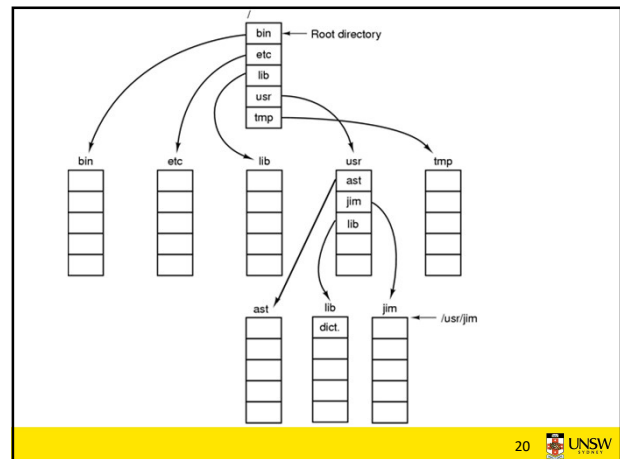 /
bin
Root directory
etc
lib
usr
tmp
bin
etc
lib
usr
tmp
ast
jim
lib
ast
lib
jim
dict.
/usr/jim
20
UNSW
SYDNEY